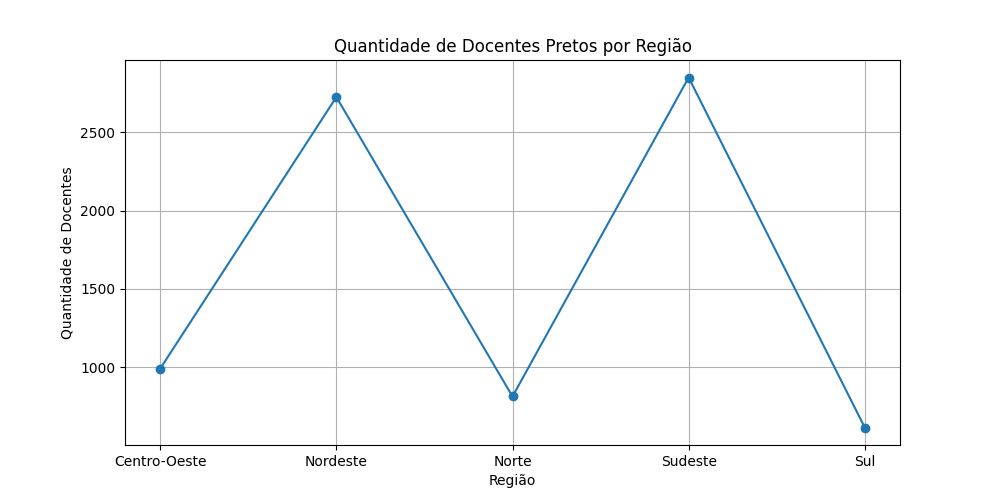 Quantidade de Docentes Pretos por Região
Quantidade de Docentes
2500
2000
1500
1000
Centro-Oeste
Nordeste
Norte
Sudeste
Sul
Região